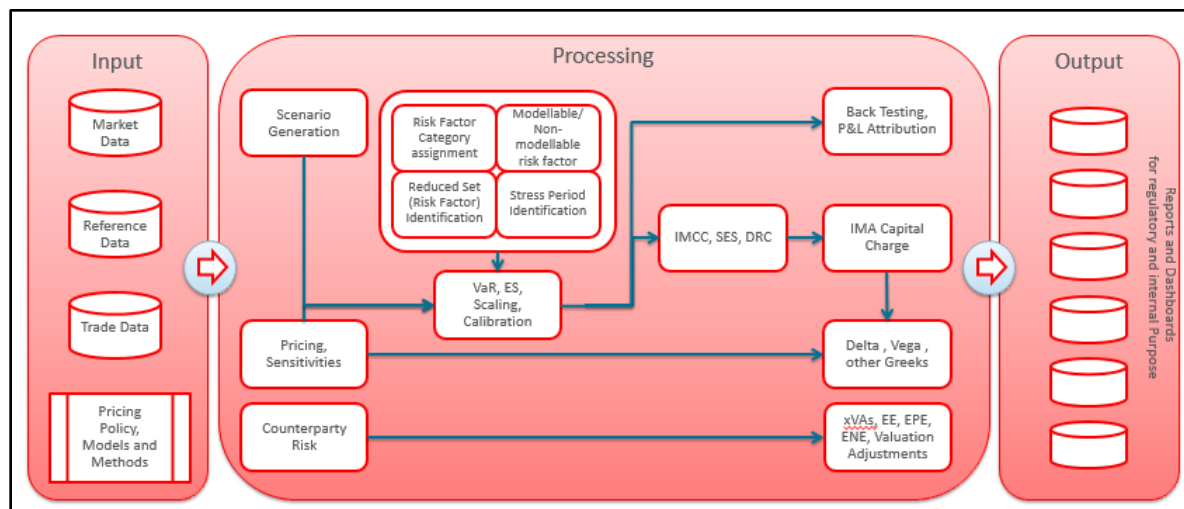 Input
Market
Data
Reference
Data
Trade Data
Pricing
Policy,
Models and
Methods
Processing
Scenario
Generation
Risk Factor
Category
assignment
Modellable/
Non-
modellable
risk factor
Reduced Set
(Risk Factor)
Identification
Stress Period
Identification
VaR, ES,
Scaling,
Calibration
Pricing,
Sensitivities
Counterparty
Risk
IMCC, SES, DRC
Back Testing,
P&L Attribution
IMA Capital
Charge
Delta , Vega ,
other Greeks
xVAs, EE, EPE,
ENE, Valuation
Adjustments
Output
Reports and Dashboards
for regulatory and internal Purpose